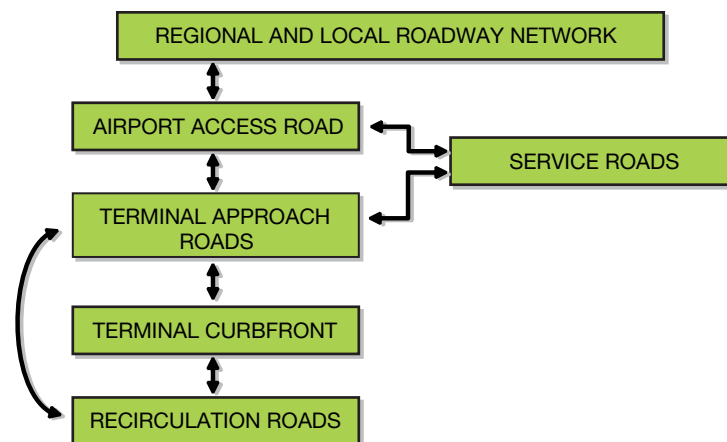 REGIONAL AND LOCAL ROADWAY NETWORK
AIRPORT ACCESS ROAD
SERVICE ROADS
TERMINAL APPROACH
ROADS
TERMINAL CURBFRONT
RECIRCULATION ROADS